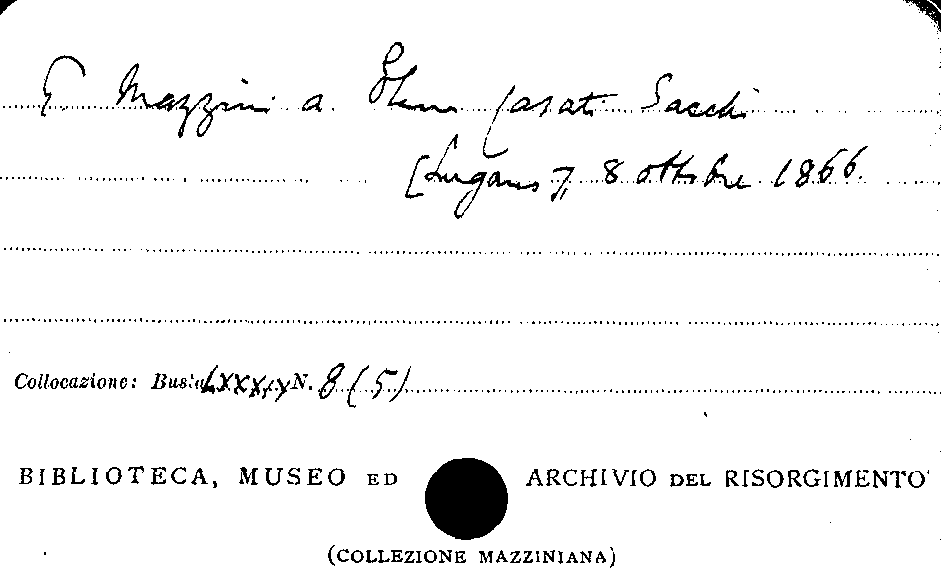 G. Mazzini a Elena Casati Sacchi
[Lugano], 8 ottobre 1866.
Collocazione: Busta N. 8 (5)
BIBLIOTECA, MUSEO ED ARCHIVIO DEL RISORGIMENTO
(COLLEZIONE MAZZINIANA)